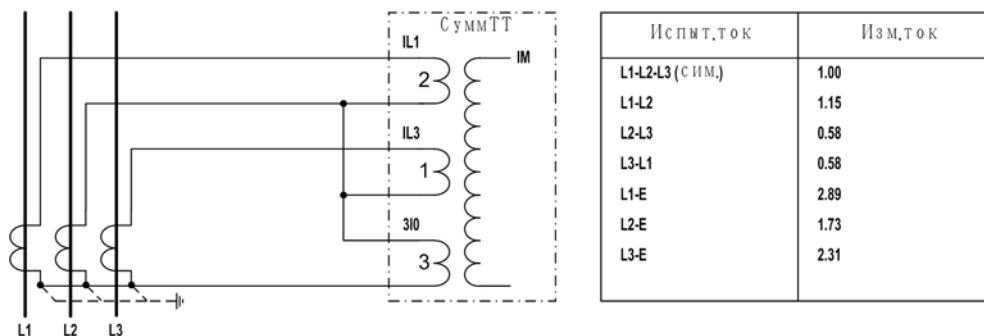 СуммТТ
IL1
IM
2
IL3
1
3I0
3
L1 L2 L3
Испыт.ток Изм.ток
L1-L2-L3 (СИМ.) 1.00
L1-L2 1.15
L2-L3 0.58
L3-L1 0.58
L1-E 2.89
L2-E 1.73
L3-E 2.31